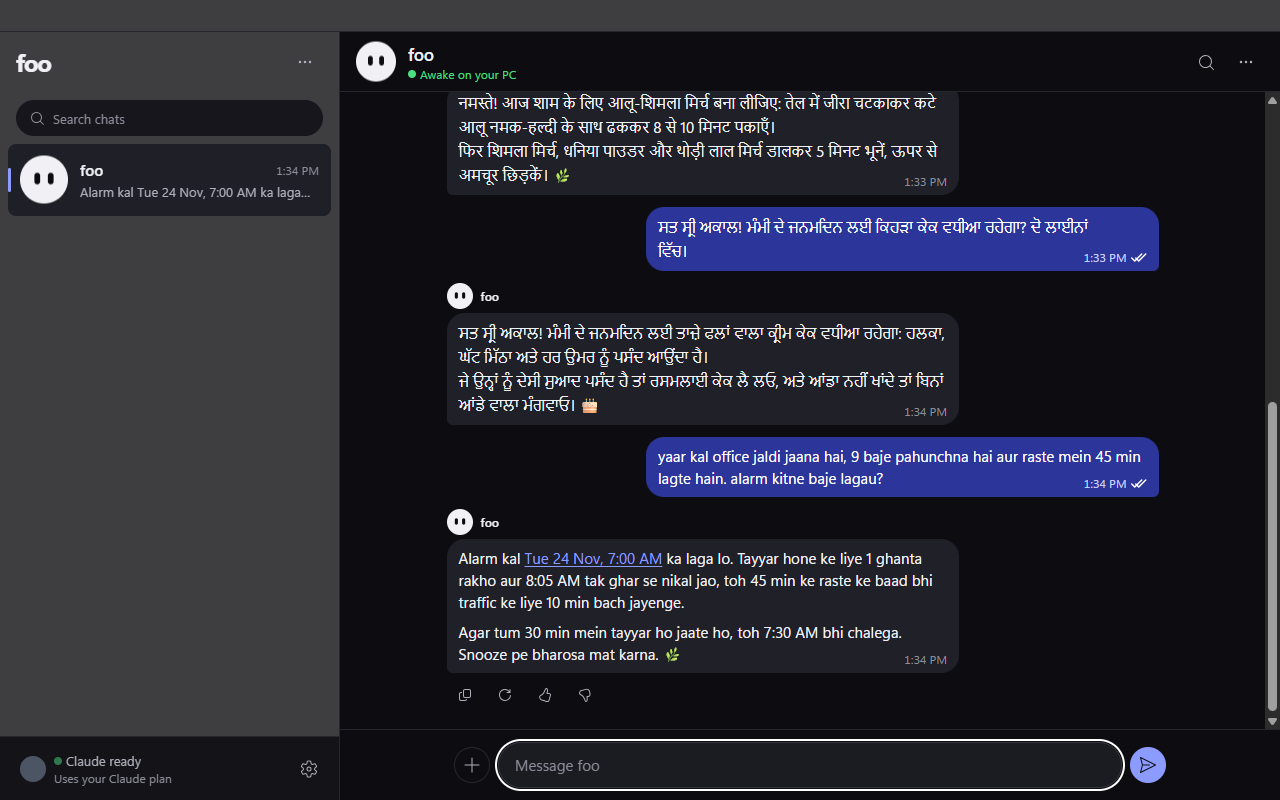 foo
Search chats
foo
1:34 PM
Alarm kal Tue 24 Nov, 7:00 AM ka laga...
Claude ready
Uses your Claude plan
foo
Awake on your PC
नमस्ते! आज शाम के लिए आलू-शिमला मिर्च बना लीजिए: तेल में जीरा चटकाकर कटे
आलू नमक-हल्दी के साथ ढककर 8 से 10 मिनट पकाएँ।
फिर शिमला मिर्च, धनिया पाउडर और थोड़ी लाल मिर्च डालकर 5 मिनट भूनें, ऊपर से
अमचूर छिड़कें। 🌿
1:33 PM
ਸਤ ਸ੍ਰੀ ਅਕਾਲ! ਮੰਮੀ ਦੇ ਜਨਮਦਿਨ ਲਈ ਕਿਹੜਾ ਕੇਕ ਵਧੀਆ ਰਹੇਗਾ? ਦੋ ਲਾਈਨਾਂ
ਵਿੱਚ।
1:33 PM
foo
ਸਤ ਸ੍ਰੀ ਅਕਾਲ! ਮੰਮੀ ਦੇ ਜਨਮਦਿਨ ਲਈ ਤਾਜ਼ੇ ਫਲਾਂ ਵਾਲਾ ਕ੍ਰੀਮ ਕੇਕ ਵਧੀਆ ਰਹੇਗਾ: ਹਲਕਾ,
ਘੱਟ ਮਿੱਠਾ ਅਤੇ ਹਰ ਉਮਰ ਨੂੰ ਪਸੰਦ ਆਉਂਦਾ ਹੈ।
ਜੇ ਉਨ੍ਹਾਂ ਨੂੰ ਦੇਸੀ ਸੁਆਦ ਪਸੰਦ ਹੈ ਤਾਂ ਰਸਮਲਾਈ ਕੇਕ ਲੈ ਲਓ, ਅਤੇ ਆਂਡਾ ਨਹੀਂ ਖਾਂਦੇ ਤਾਂ ਬਿਨਾਂ
ਆਂਡੇ ਵਾਲਾ ਮੰਗਵਾਓ। 🎂
1:34 PM
yaar kal office jaldi jaana hai, 9 baje pahunchna hai aur raste mein 45 min
lagte hain. alarm kitne baje lagau?
1:34 PM
foo
Alarm kal Tue 24 Nov, 7:00 AM ka laga lo. Tayyar hone ke liye 1 ghanta
rakho aur 8:05 AM tak ghar se nikal jao, toh 45 min ke raste ke baad bhi
traffic ke liye 10 min bach jayenge.
Agar tum 30 min mein tayyar ho jaate ho, toh 7:30 AM bhi chalega.
Snooze pe bharosa mat karna. 🌿
1:34 PM
Message foo